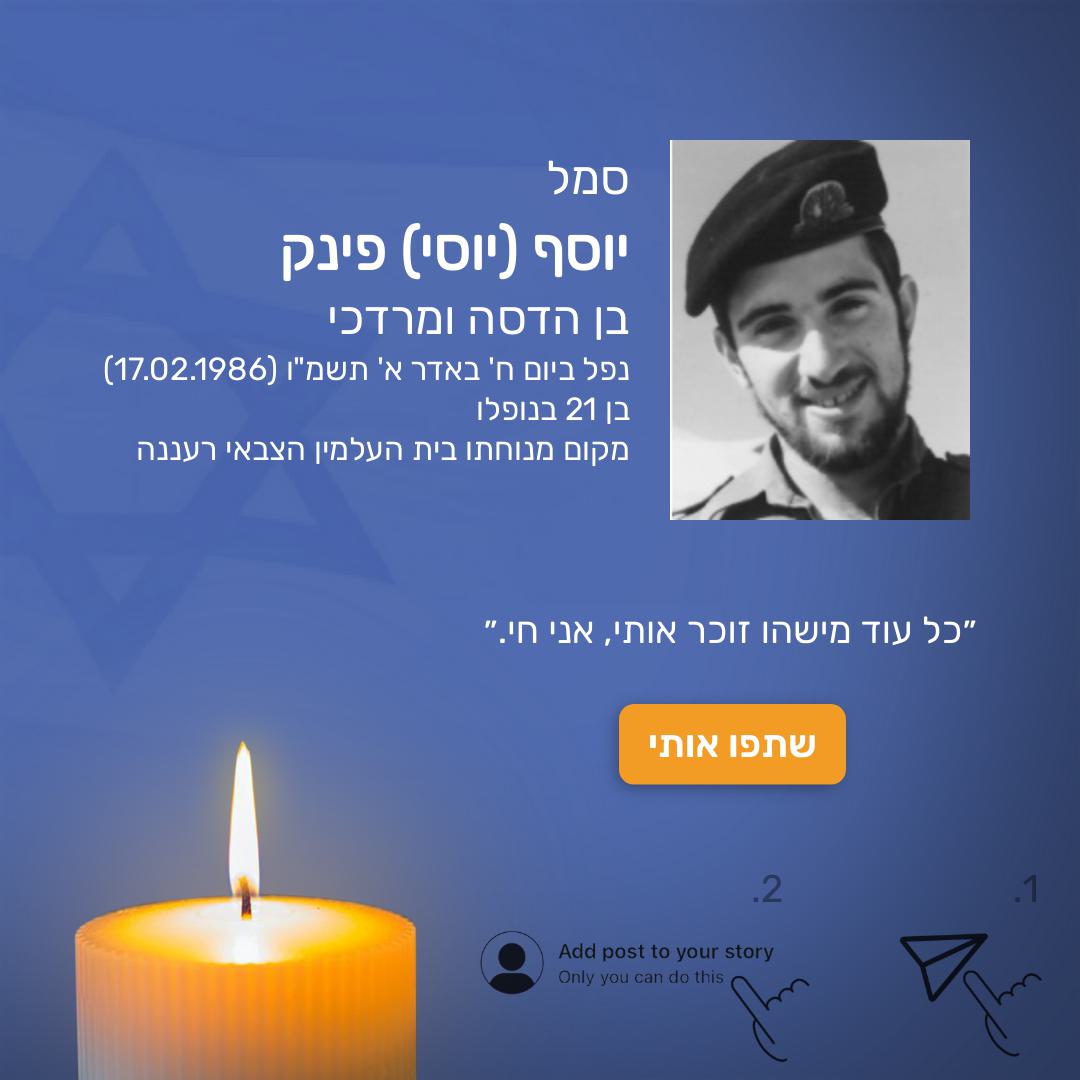 סמל
יוסף (יוסי) פינק
בן הדסה ומרדכי
נפל ביום ח' באדר א' תשמ"ו (17.02.1986)
בן 21 בנופלו
מקום מנוחתו בית העלמין הצבאי רעננה
״כל עוד מישהו זוכר אותי, אני חי.״
שתפו אותי
1.
2.
Add post to your story
Only you can do this